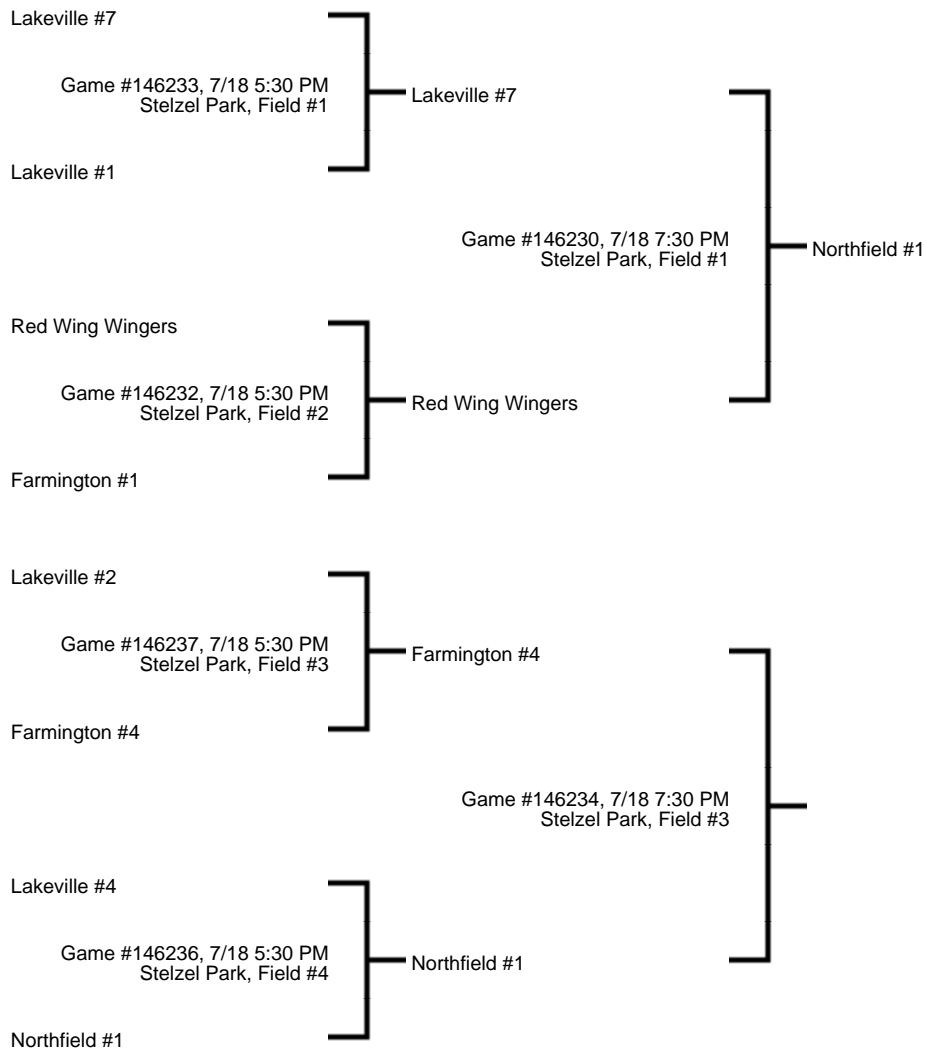 Lakeville #7
Game #146233, 7/18 5:30 PM
Stelzel Park, Field #1
Lakeville #7
Lakeville #1
Game #146230, 7/18 7:30 PM
Stelzel Park, Field #1
Northfield #1
Red Wing Wingers
Game #146232, 7/18 5:30 PM
Stelzel Park, Field #2
Red Wing Wingers
Farmington #1
Lakeville #2
Game #146237, 7/18 5:30 PM
Stelzel Park, Field #3
Farmington #4
Farmington #4
Game #146234, 7/18 7:30 PM
Stelzel Park, Field #3
Lakeville #4
Game #146236, 7/18 5:30 PM
Stelzel Park, Field #4
Northfield #1
Northfield #1